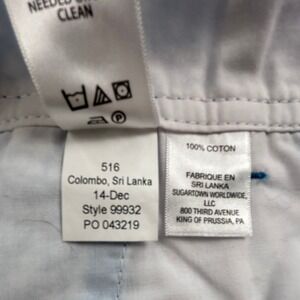 NEEDED
CLEAN
516
Colombo, Sri Lanka
14-Dec
Style 99932
PO 043219
100% COTON
FABRIQUE EN
SRI LANKA
SUGARTOWN WORLDWIDE,
LLC
800 THIRD AVENUE
KING OF PRUSSIA, PA